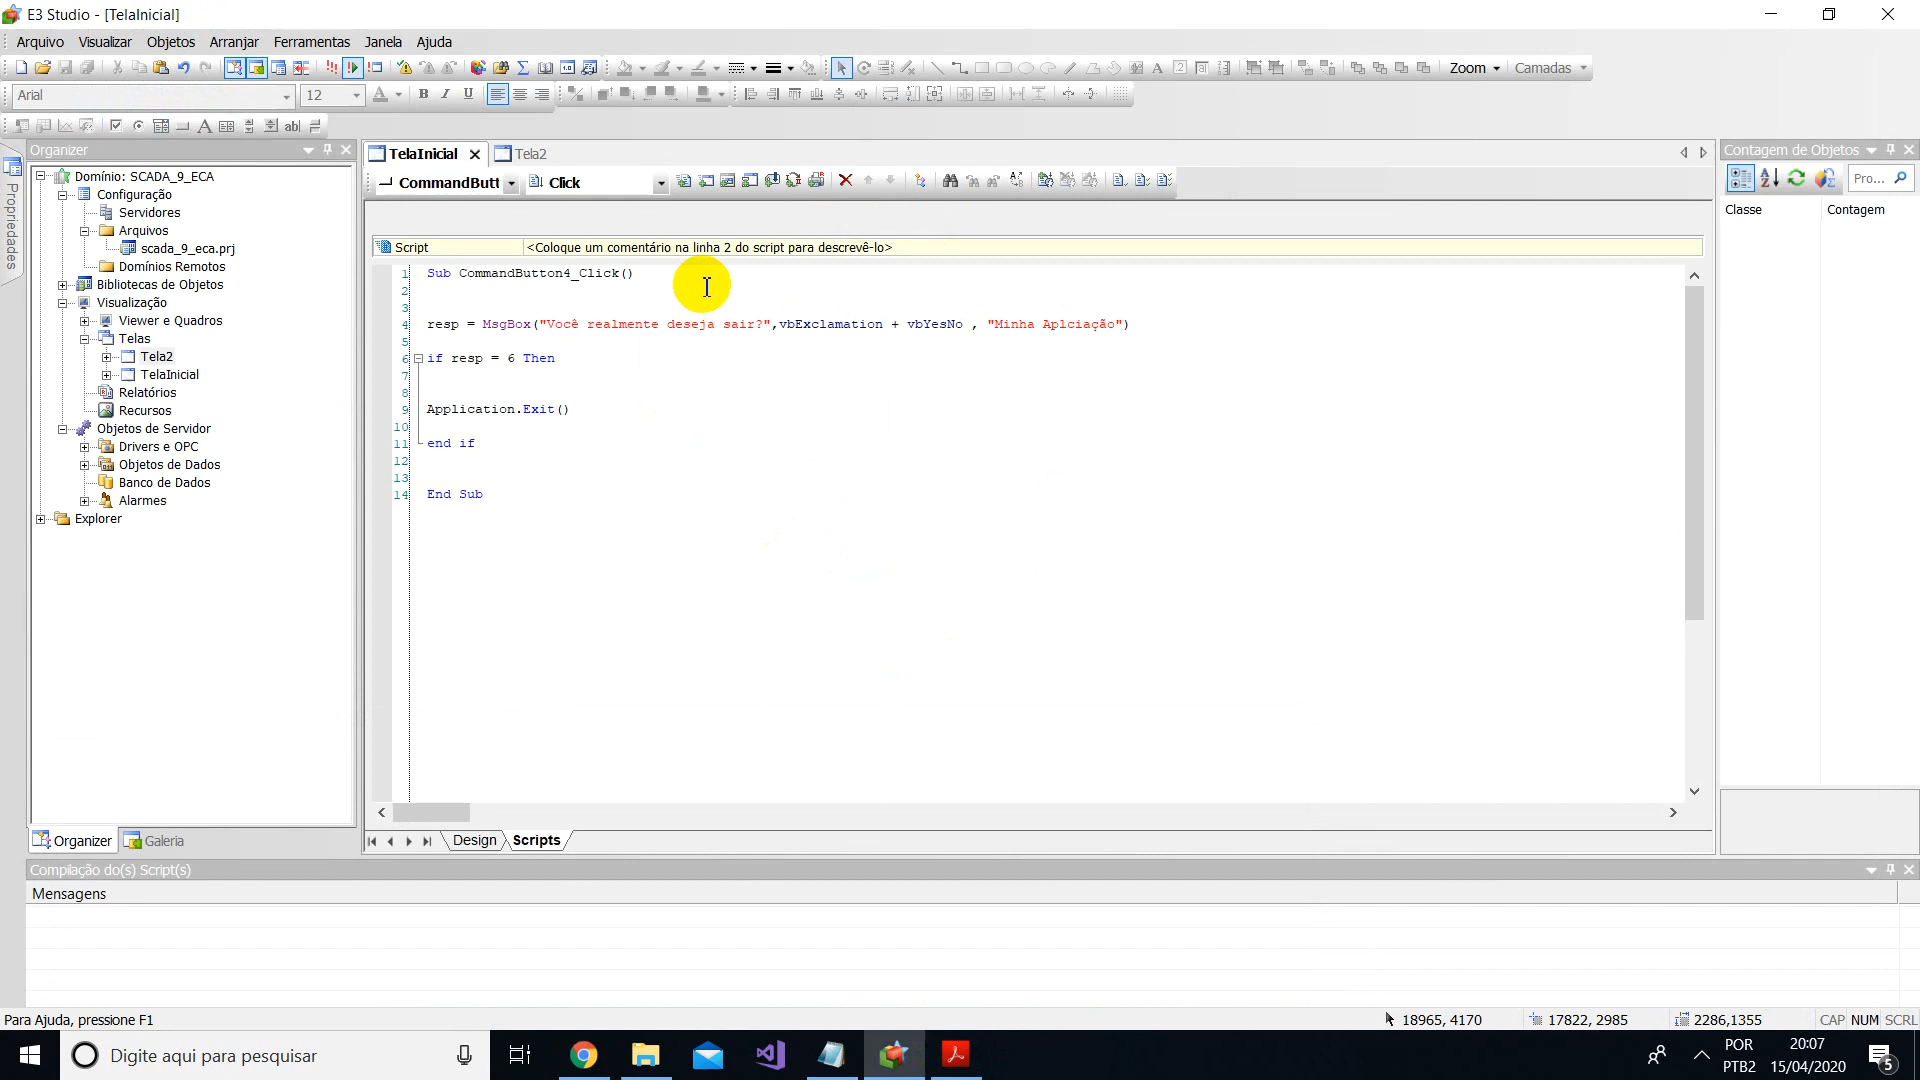 E3 Studio - [TelaInicial]
Arquivo Visualizar Objetos Arranjar Ferramentas Janela Ajuda
Zoom Camadas
Arial 12
Organizer
TelaInicial Tela2
Contagem de Objetos
CommandButt Click
Pro...
Propriedades
Domínio: SCADA_9_ECA
Configuração
Servidores
Arquivos
scada_9_eca.prj
Domínios Remotos
Bibliotecas de Objetos
Visualização
Viewer e Quadros
Telas
Tela2
TelaInicial
Relatórios
Recursos
Objetos de Servidor
Drivers e OPC
Objetos de Dados
Banco de Dados
Alarmes
Explorer
Organizer Galeria
Classe Contagem
Script <Coloque um comentário na linha 2 do script para descrevê-lo>
1 Sub CommandButton4_Click()
2
3
4 resp = MsgBox("Você realmente deseja sair?",vbExclamation + vbYesNo , "Minha Aplciação")
5
6 if resp = 6 Then
7
8
9 Application.Exit()
10
11 end if
12
13
14 End Sub
Design Scripts
Compilação do(s) Script(s)
Mensagens
Para Ajuda, pressione F1
18965, 4170 17822, 2985 2286,1355 CAP NUM SCRL
Digite aqui para pesquisar
POR
PTB2
20:07
15/04/2020
5